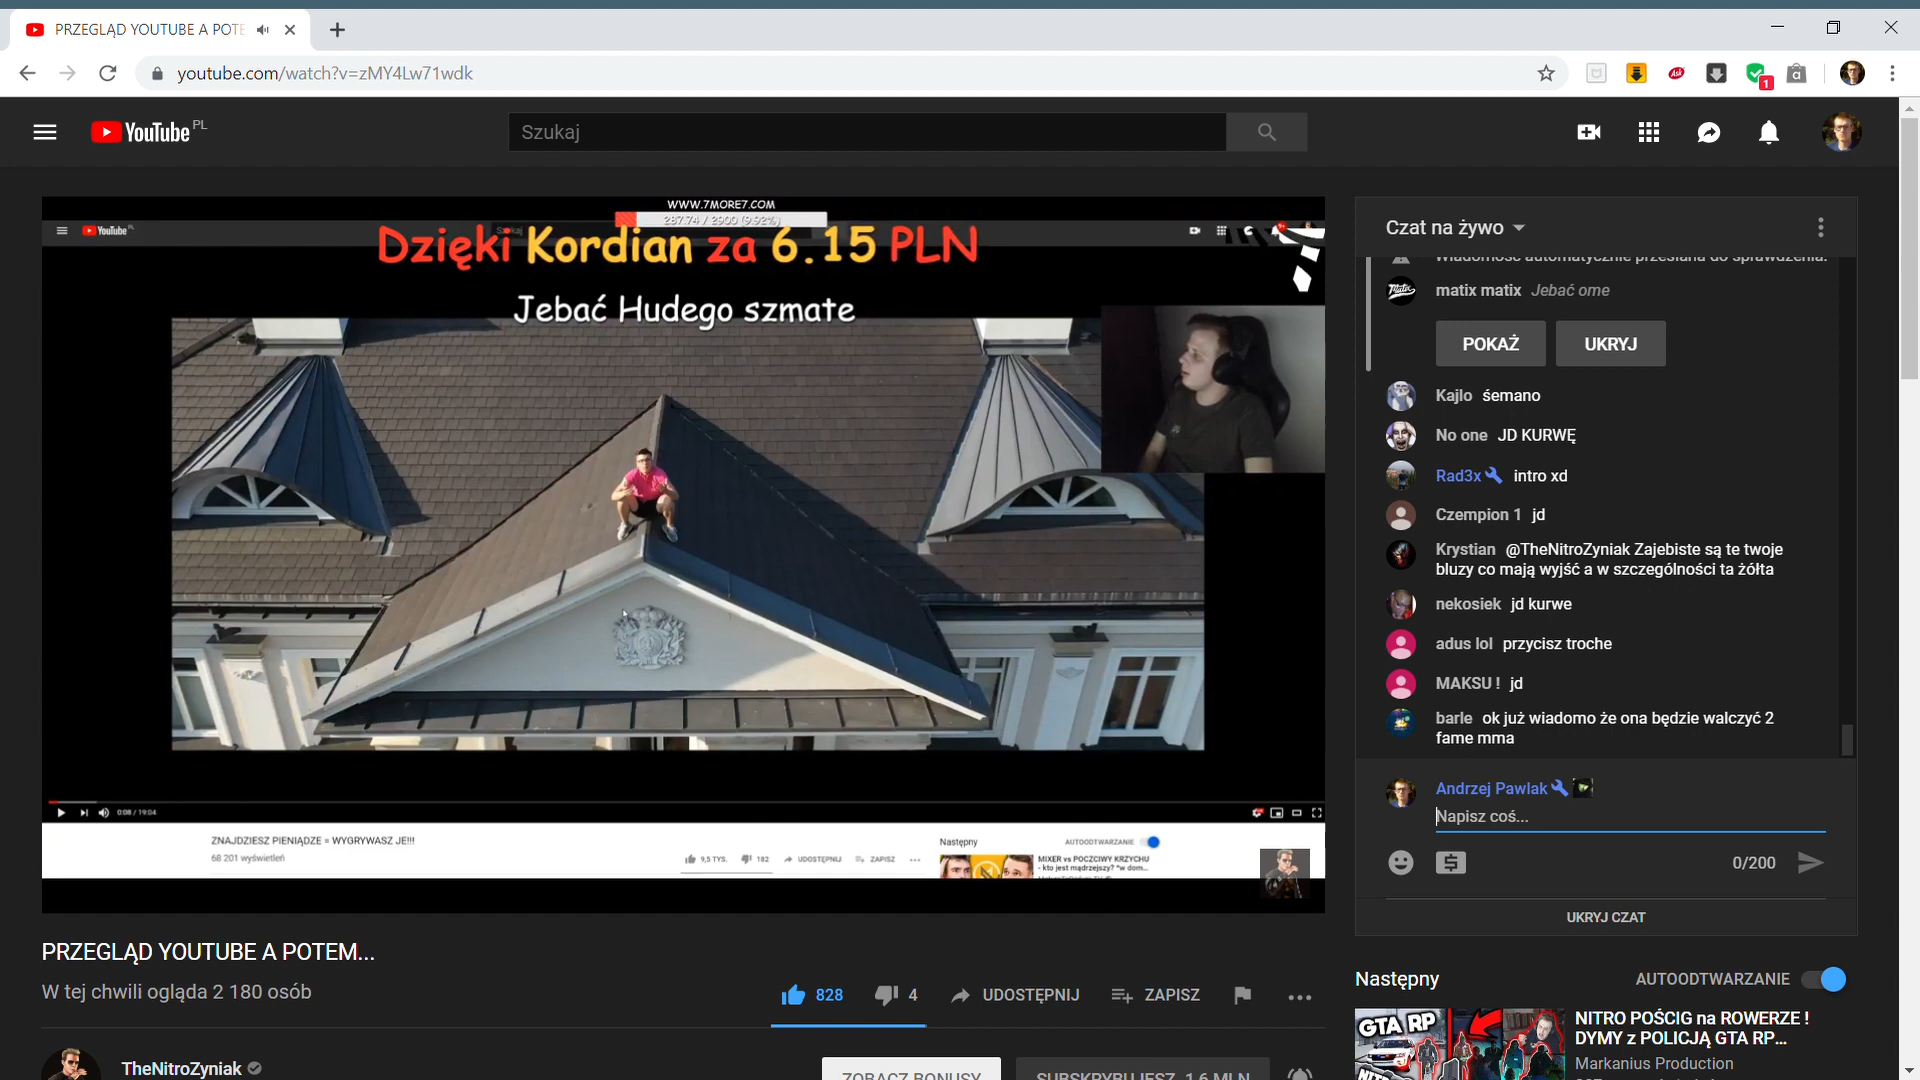 PRZEGLĄD YOUTUBE A POTE
youtube.com/watch?v=zMY4Lw71wdk
Ask
1
a
YouTube PL
Szukaj
WWW.7MORE7.COM
287.74 / 2900 (9.92%)
YouTube
Szukaj
Dzięki Kordian za 6.15 PLN
Jebać Hudego szmate
0:08 / 19:04
ZNAJDZIESZ PIENIĄDZE = WYGRYWASZ JE!!!
68 201 wyświetleń
9,5 TYS.
182
UDOSTĘPNIJ
ZAPISZ
Następny
AUTOODTWARZANIE
MIXER vs POCZCIWY KRZYCHU
- kto jest mądrzejszy? "w dom...
PRZEGLĄD YOUTUBE A POTEM...
W tej chwili ogląda 2 180 osób
828
4
UDOSTĘPNIJ
ZAPISZ
TheNitroZyniak
ZOBACZ BONUSY
SUBSKRYBUJESZ 1,6 MLN
Czat na żywo
Wiadomość automatycznie przesłana do sprawdzenia.
matix matix Jebać ome
POKAŻ
UKRYJ
Kajlo śemano
No one JD KURWĘ
Rad3x intro xd
Czempion 1 jd
Krystian @TheNitroZyniak Zajebiste są te twoje
bluzy co mają wyjść a w szczególności ta żółta
nekosiek jd kurwe
adus lol przycisz troche
MAKSU ! jd
barle ok już wiadomo że ona będzie walczyć 2
fame mma
Andrzej Pawlak
Napisz coś...
0/200
UKRYJ CZAT
Następny
AUTOODTWARZANIE
GTA RP
NITRO POŚCIG na ROWERZE !
DYMY z POLICJĄ GTA RP...
Markanius Production